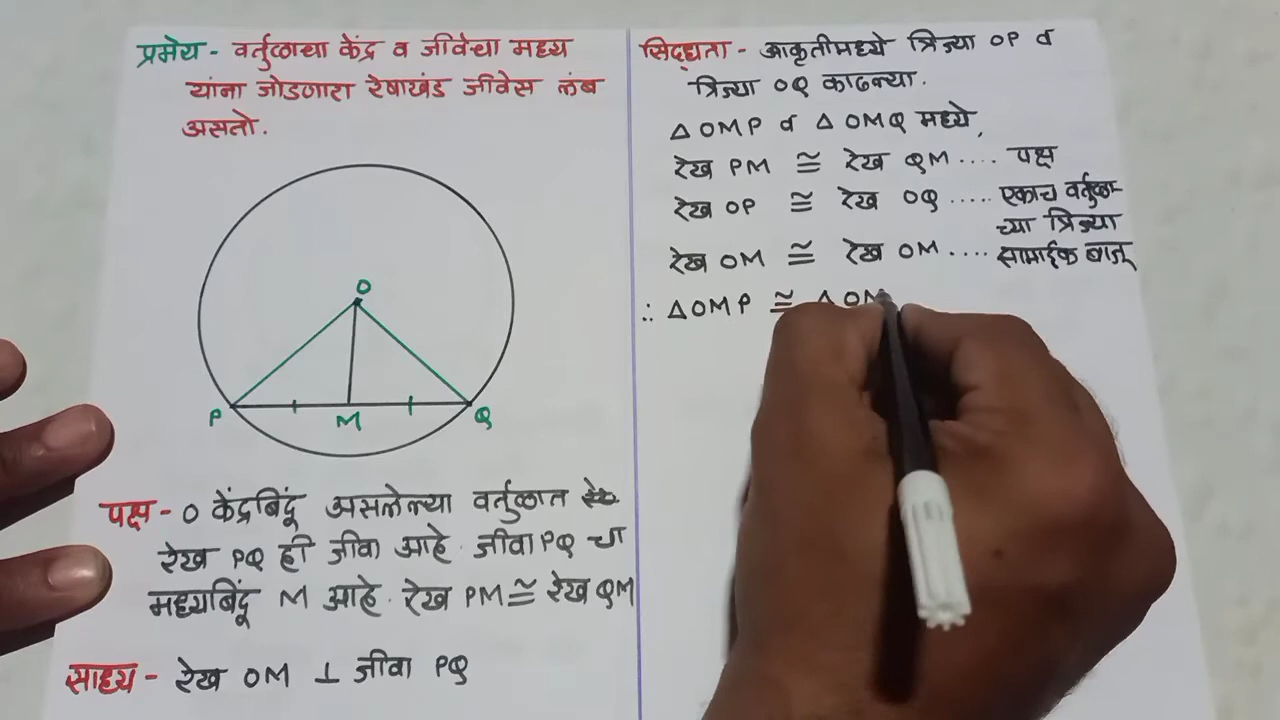 प्रमेय - वर्तुळाचा केंद्र व जीवेचा मध्य
यांना जोडणारा रेषाखंड जीवेस लंब
असतो.
O
P
M
Q
पक्ष - O केंद्रबिंदू असलेल्या वर्तुळात
रेख PQ ही जीवा आहे. जीवा PQ चा
मध्यबिंदू M आहे. रेख PM ≅ रेख QM
साध्य - रेख OM ⊥ जीवा PQ
सिद्धता - आकृतीमध्ये त्रिज्या OP व
त्रिज्या OQ काढल्या.
△OMP व △OMQ मध्ये,
रेख PM ≅ रेख QM .... पक्ष
रेख OP ≅ रेख OQ ..... एकाच वर्तुळा-
च्या त्रिज्या
रेख OM ≅ रेख OM .... सामाईक बाजू
∴ △OMP ≅ △OM